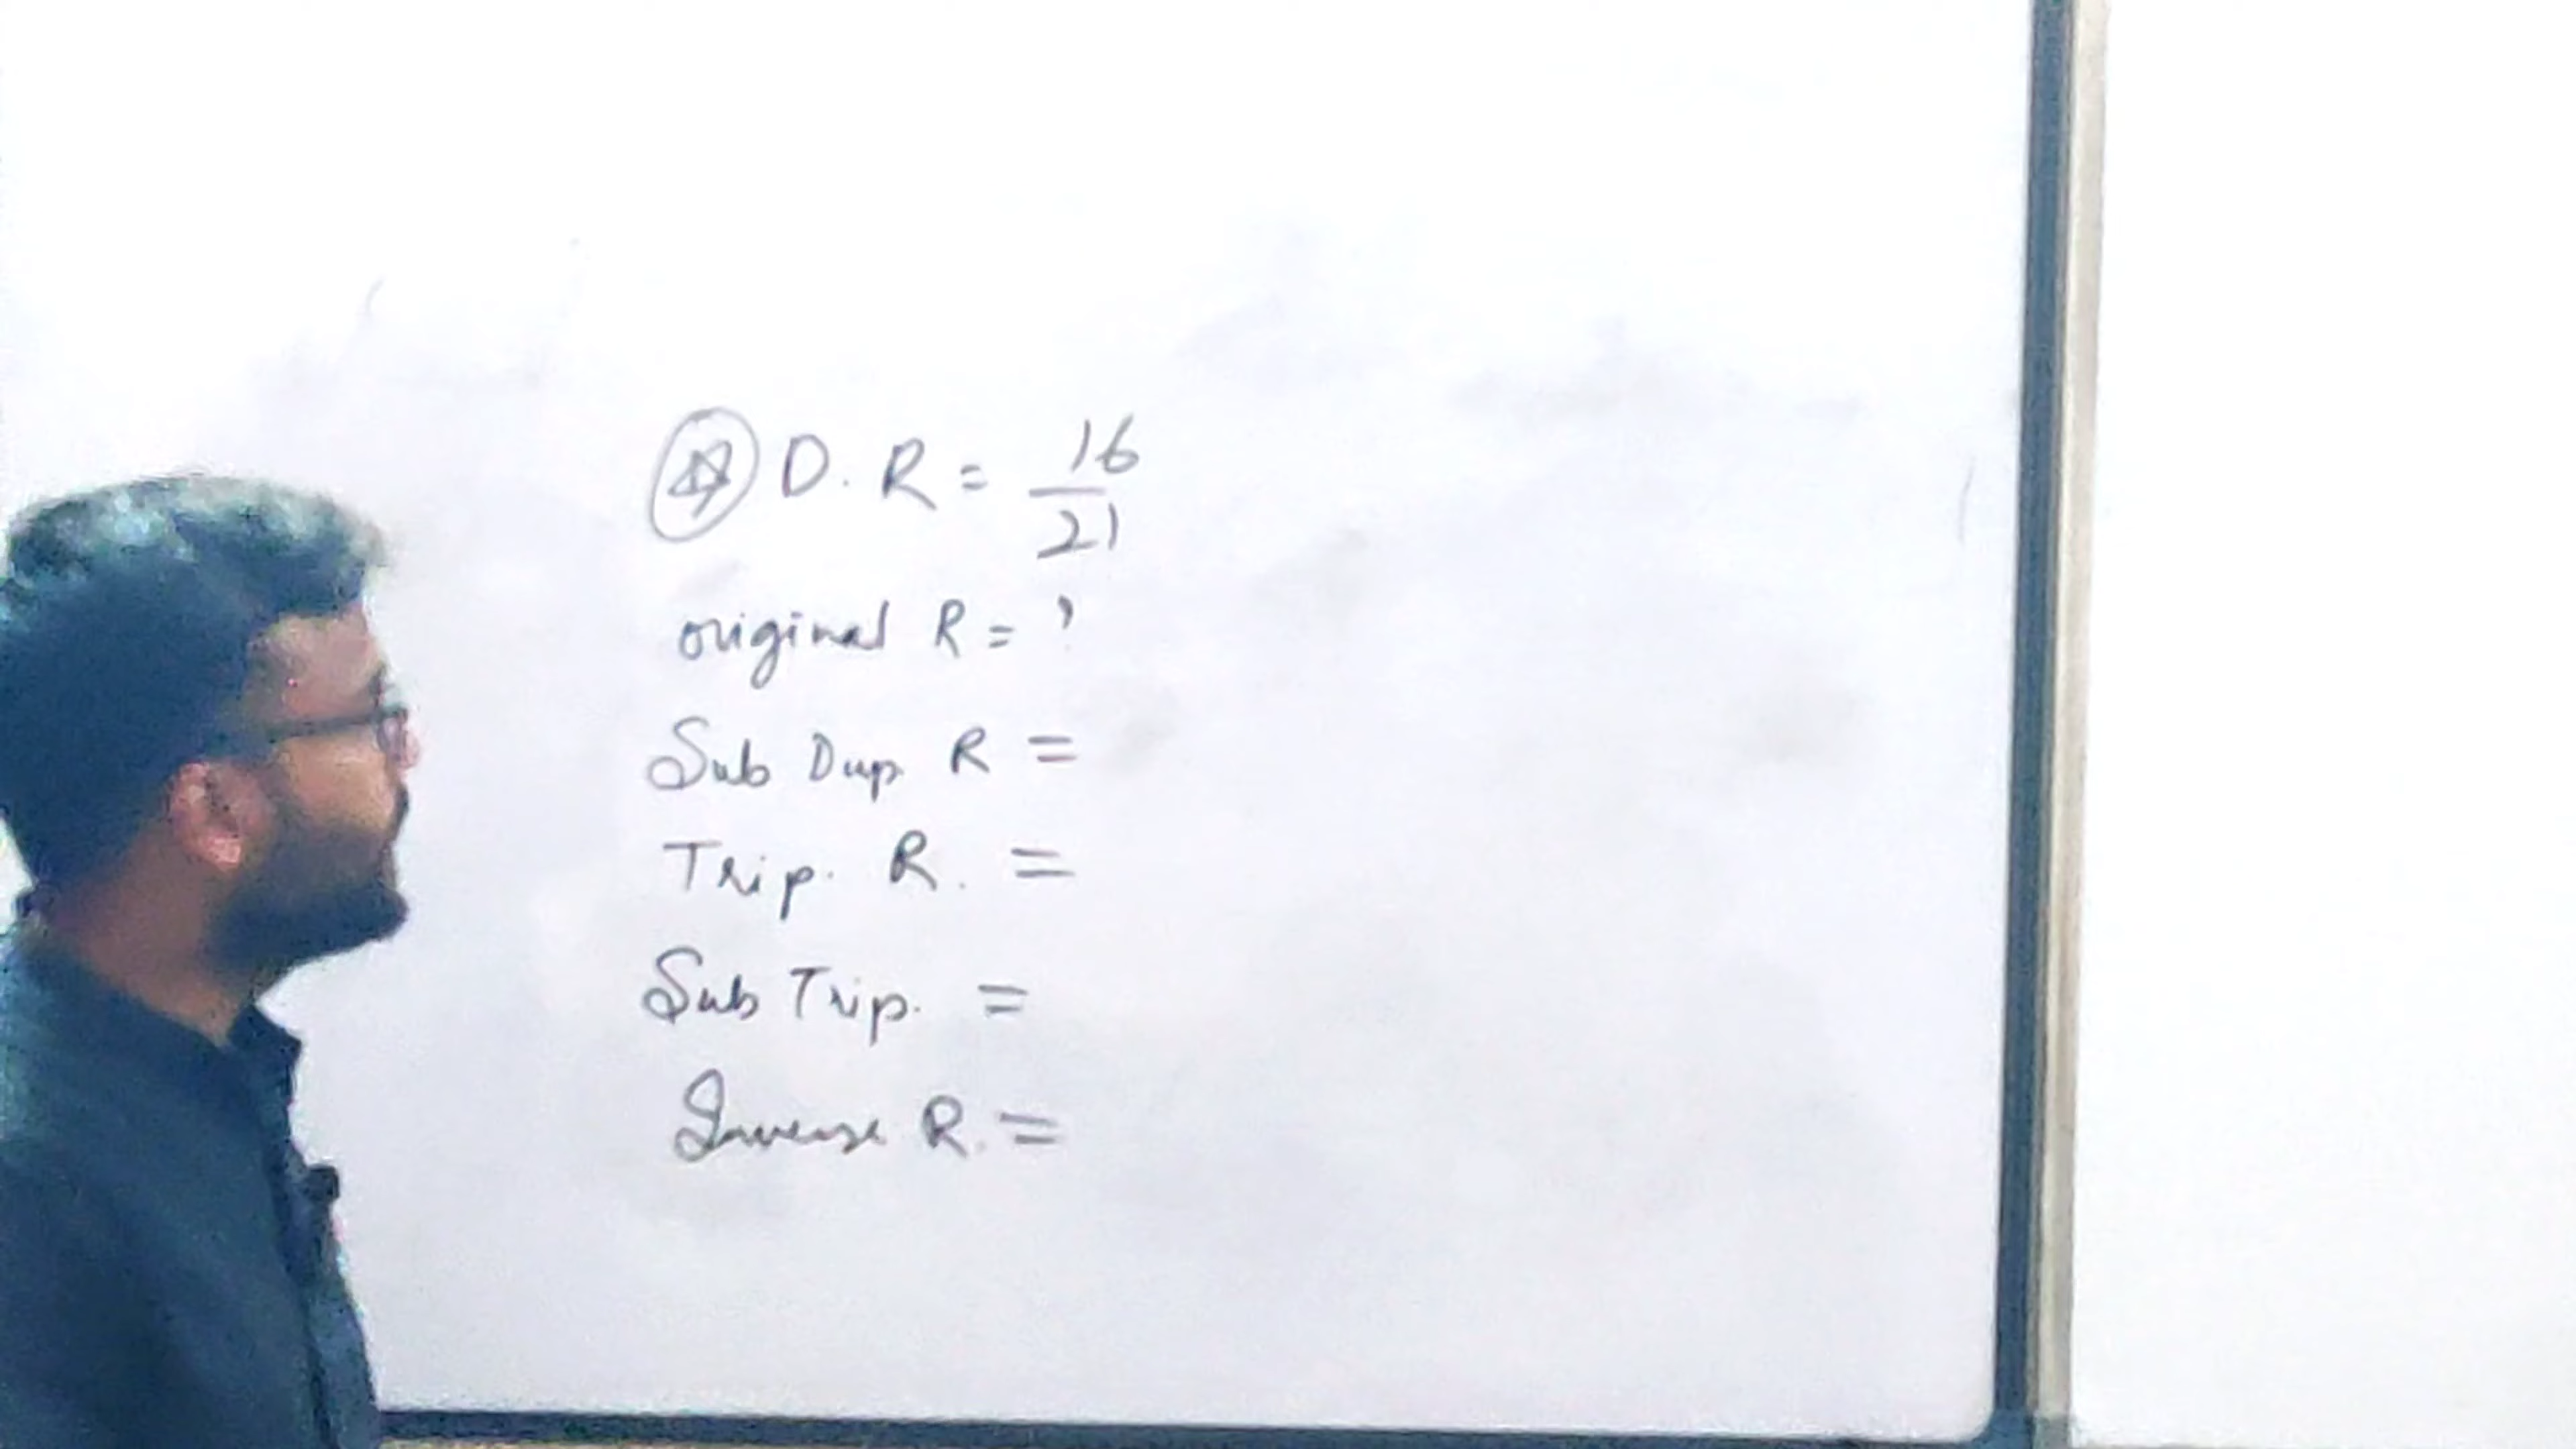 D. R = 16/21
original R = ?
Sub Dup. R =
Trip. R. =
Sub Trip. =
Inverse R. =